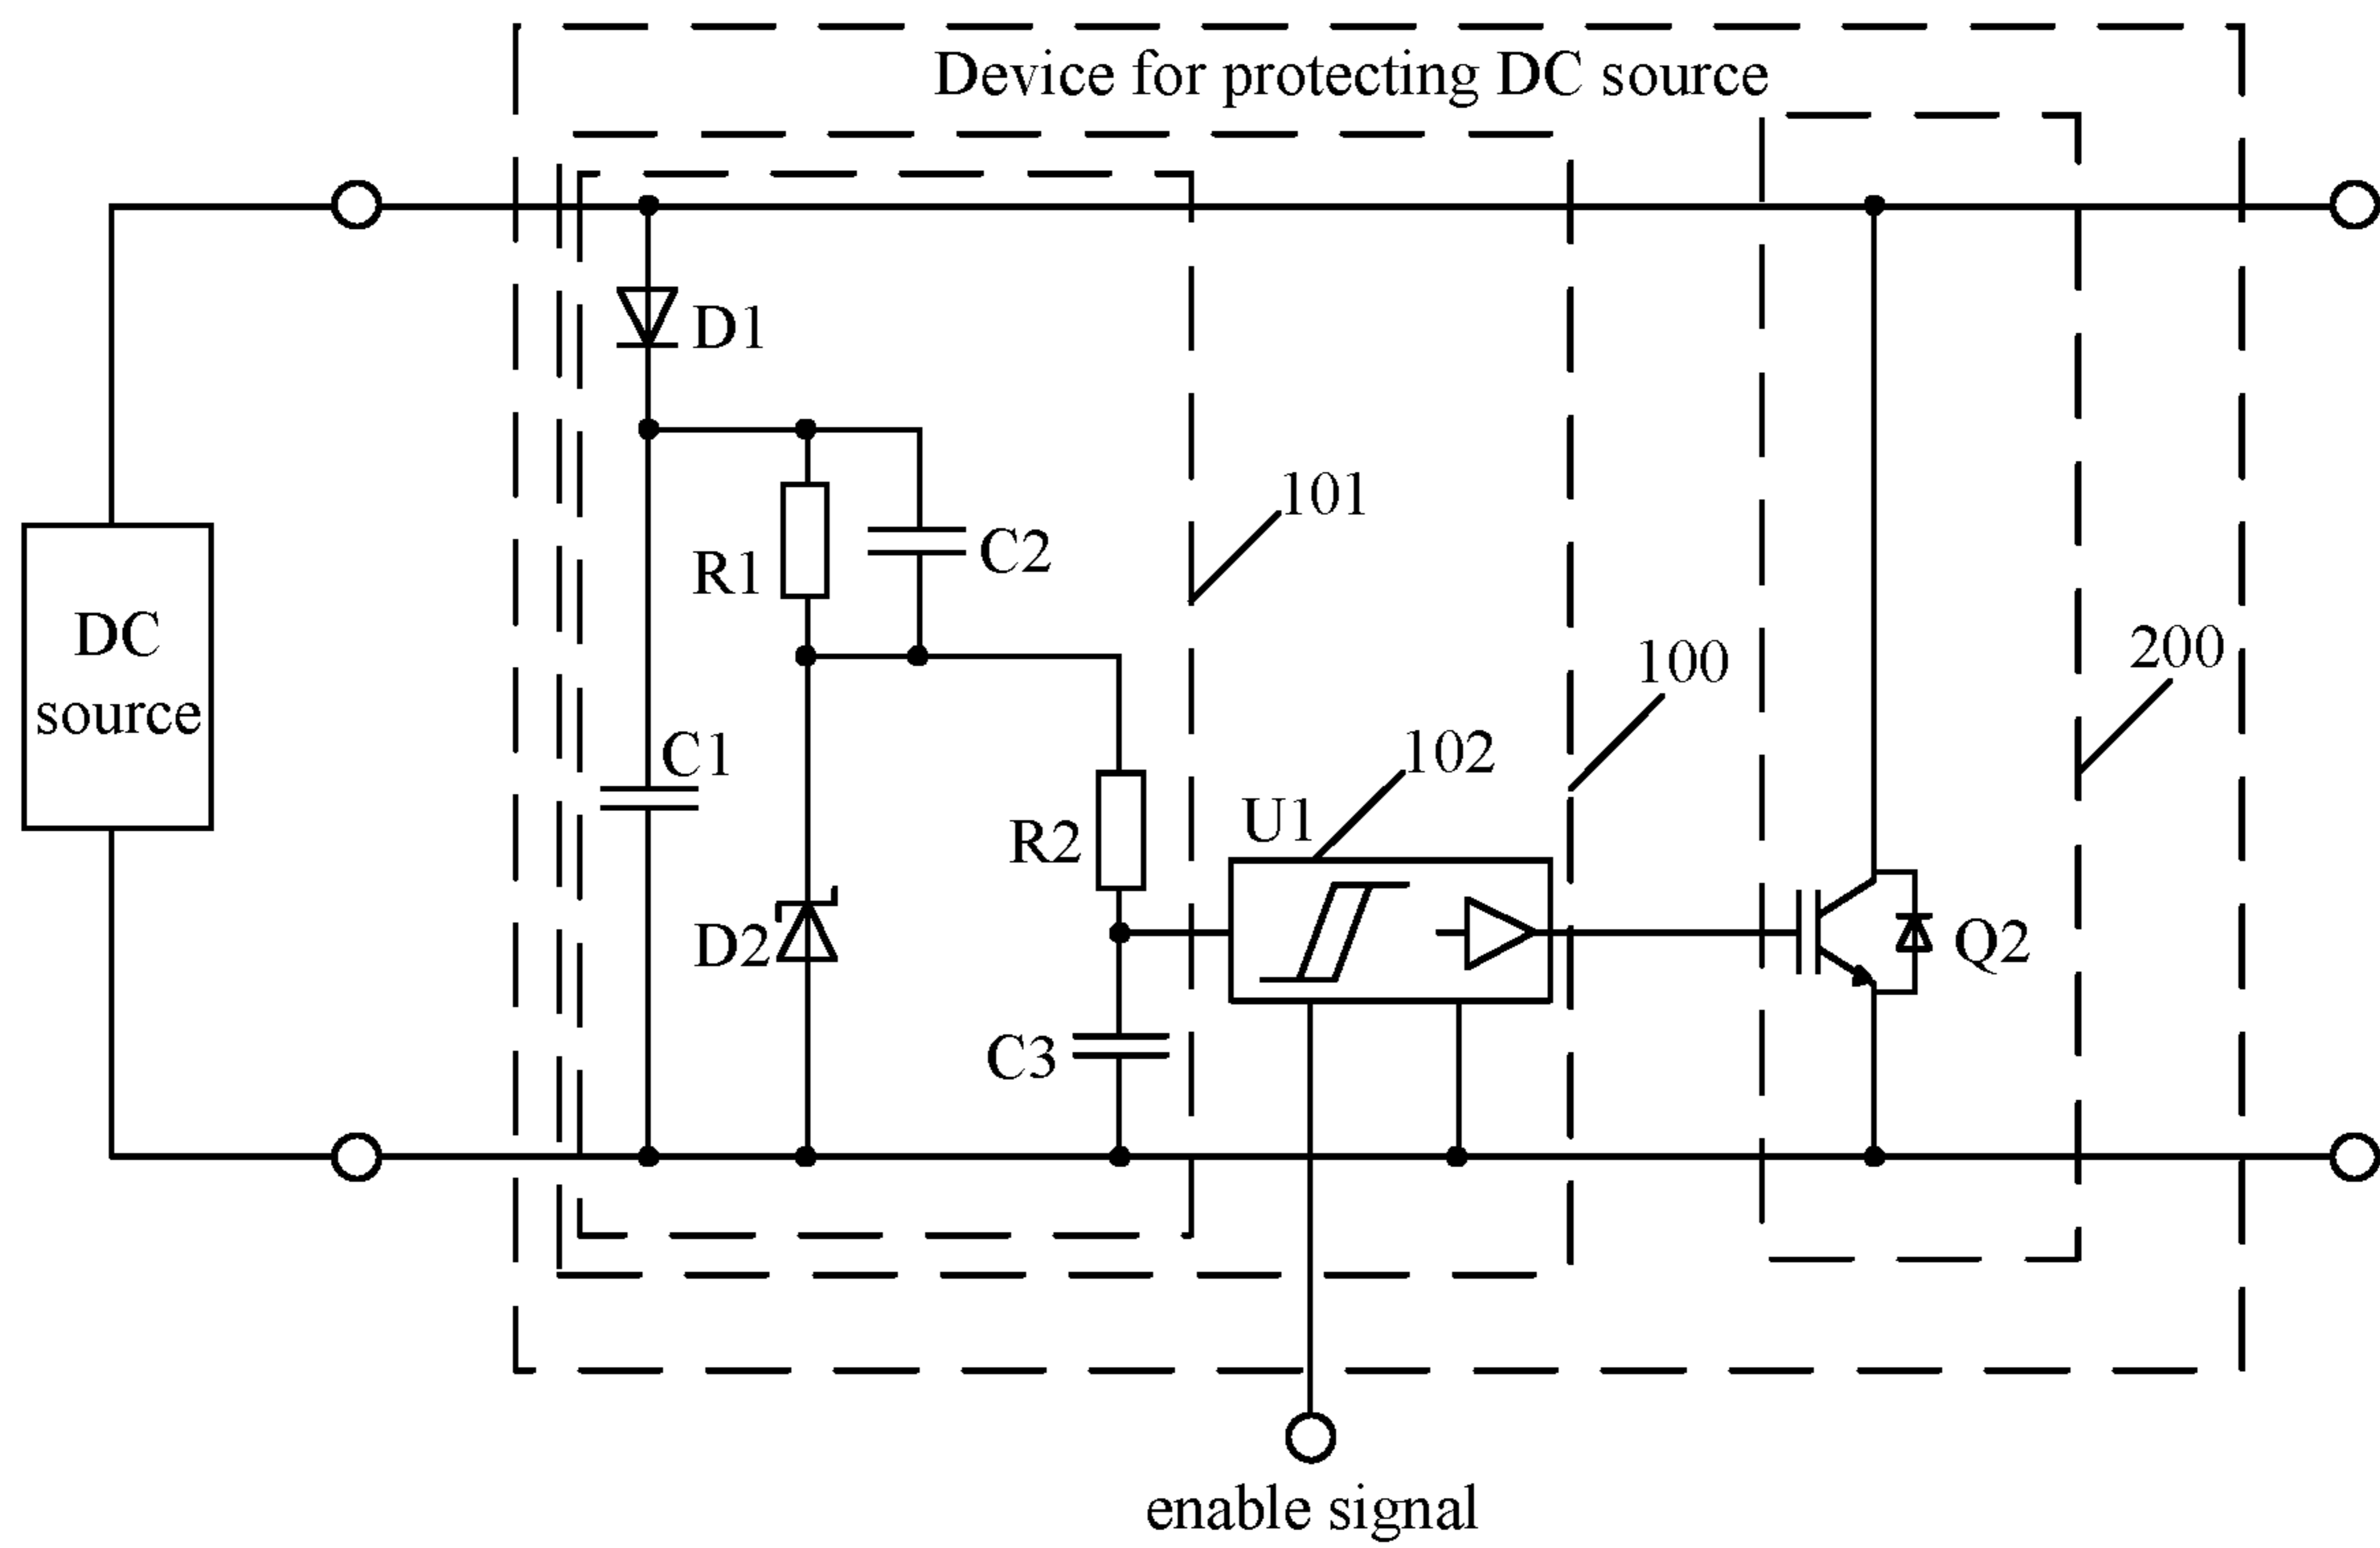 Device for protecting DC source
D1
101
C2
R1
DC
source
100
200
C1
102
U1
R2
D2
Q2
C3
enable signal